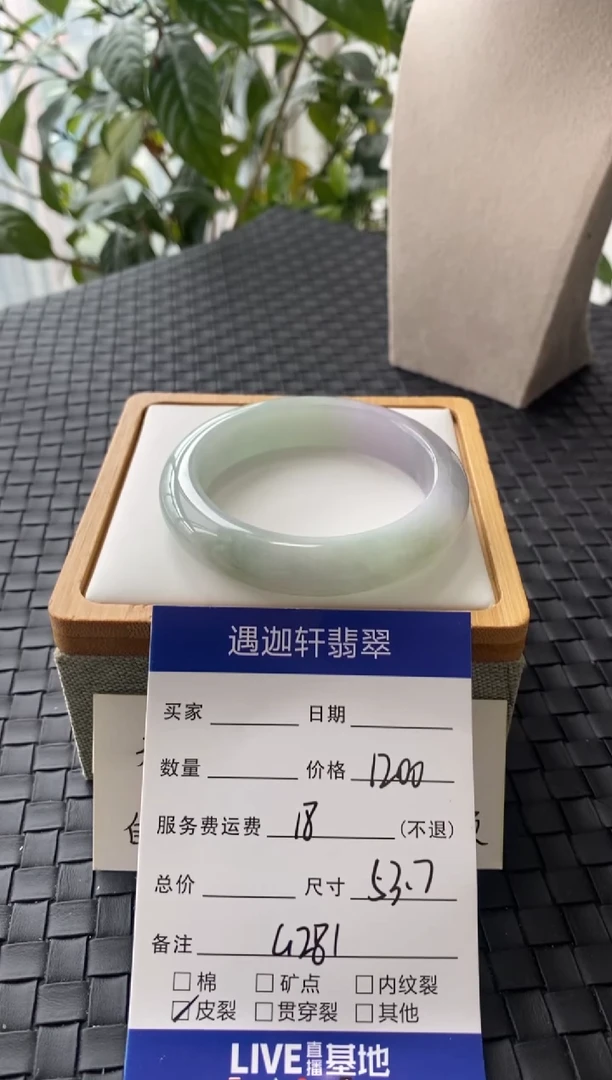 遇迦轩翡翠
买家 日期
数量 价格 1200
服务费运费 18 (不退)
总价 尺寸 53.7
备注 G281
棉 矿点 内纹裂
皮裂 贯穿裂 其他
LIVE直播基地